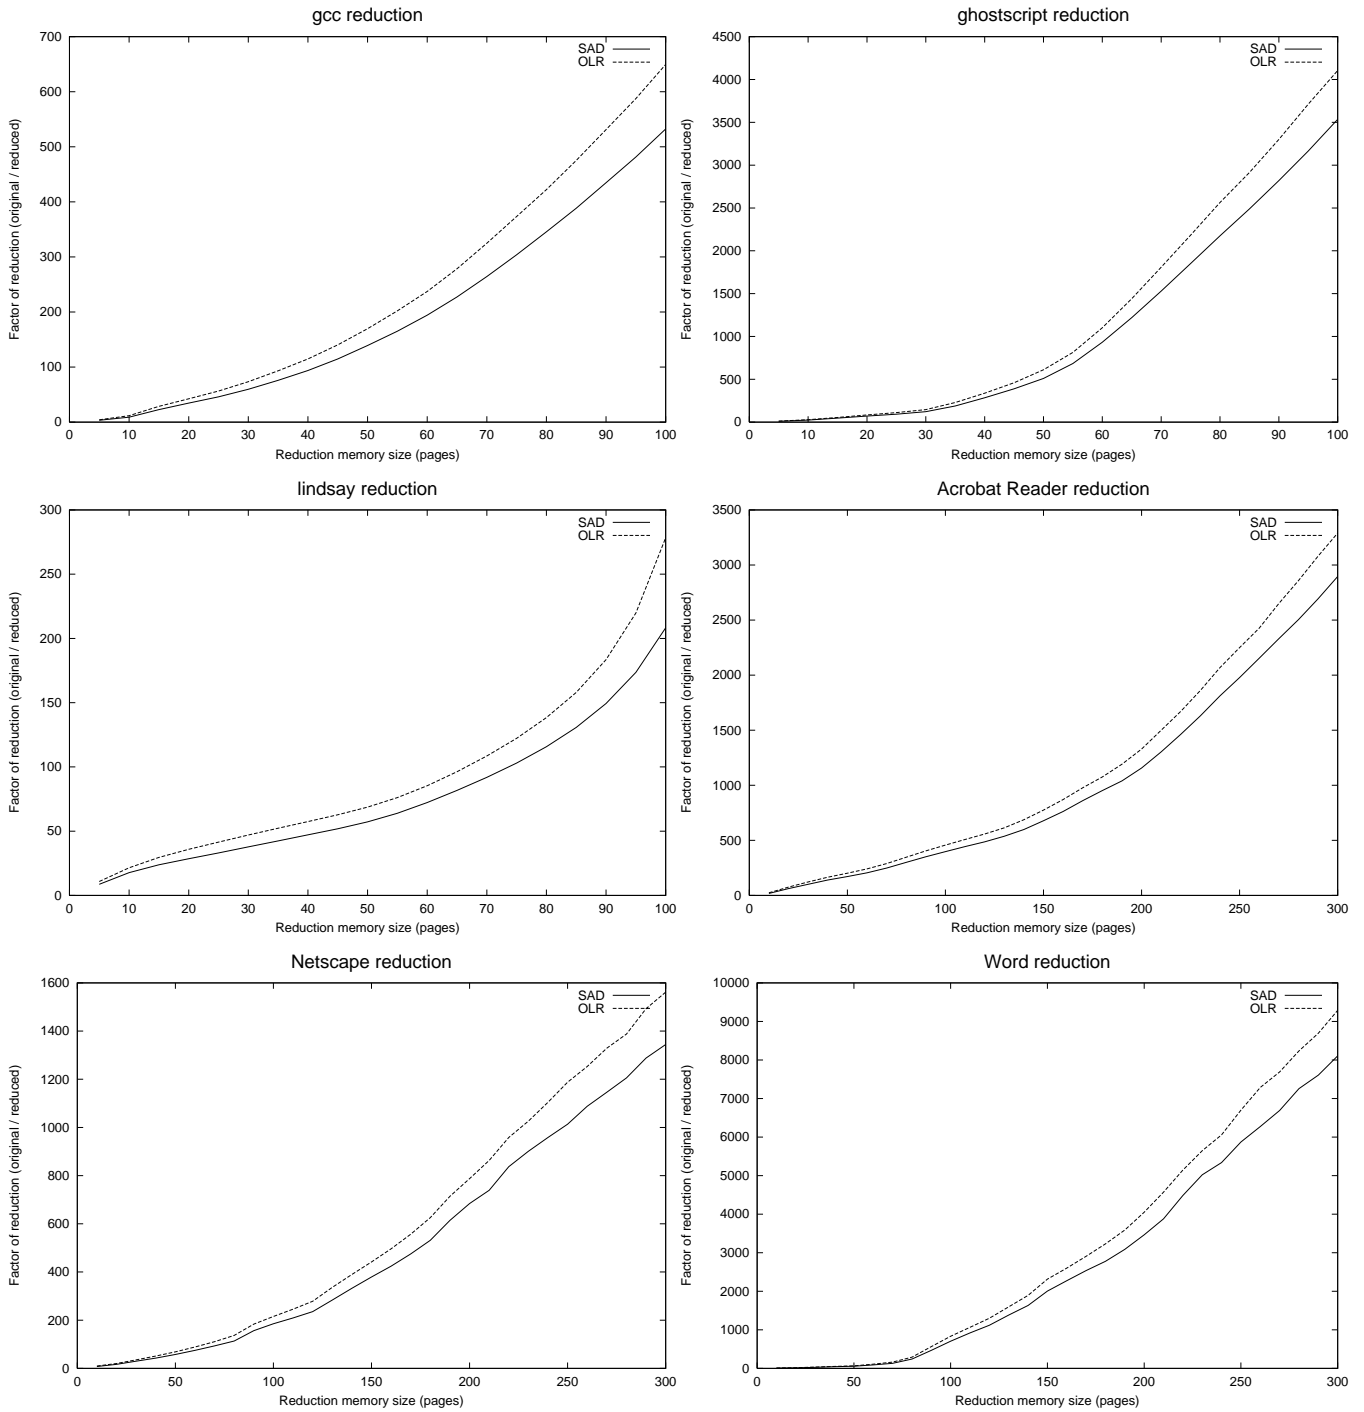 gcc reduction
700
600
500
400
300
200
100
0
Factor of reduction (original / reduced)
SAD
OLR
0 10 20 30 40 50 60 70 80 90 100
Reduction memory size (pages)
ghostscript reduction
4500
4000
3500
3000
2500
2000
1500
1000
500
0
Factor of reduction (original / reduced)
SAD
OLR
0 10 20 30 40 50 60 70 80 90 100
Reduction memory size (pages)
lindsay reduction
300
250
200
150
100
50
0
Factor of reduction (original / reduced)
SAD
OLR
0 10 20 30 40 50 60 70 80 90 100
Reduction memory size (pages)
Acrobat Reader reduction
3500
3000
2500
2000
1500
1000
500
0
Factor of reduction (original / reduced)
SAD
OLR
0 50 100 150 200 250 300
Reduction memory size (pages)
Netscape reduction
1600
1400
1200
1000
800
600
400
200
0
Factor of reduction (original / reduced)
SAD
OLR
0 50 100 150 200 250 300
Reduction memory size (pages)
Word reduction
10000
9000
8000
7000
6000
5000
4000
3000
2000
1000
0
Factor of reduction (original / reduced)
SAD
OLR
0 50 100 150 200 250 300
Reduction memory size (pages)